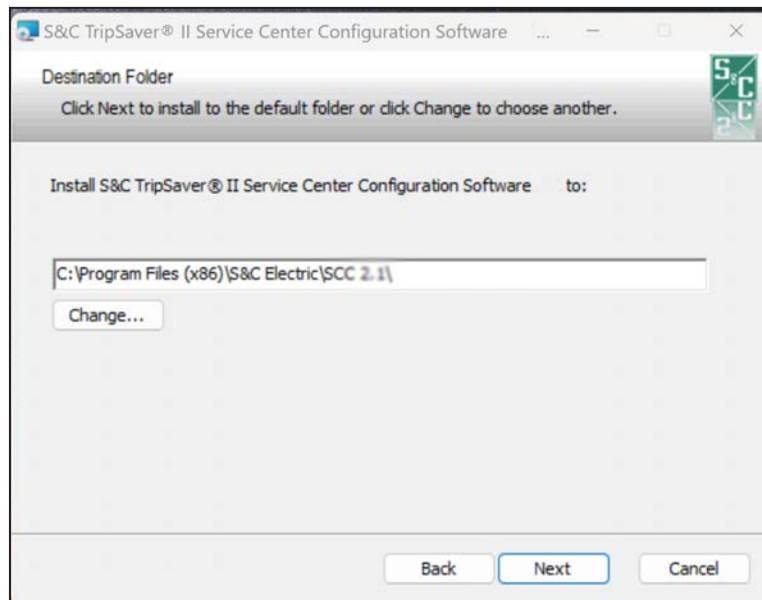 S&C TripSaver® II Service Center Configuration Software '...
Destination Folder
Click Next to install to the default folder or click Change to choose another.
S&C
Install S&C TripSaver® II Service Center Configuration Software to:
C:\Program Files (x86)\S&C Electric\SCC 2.1\
Change...
Back Next Cancel